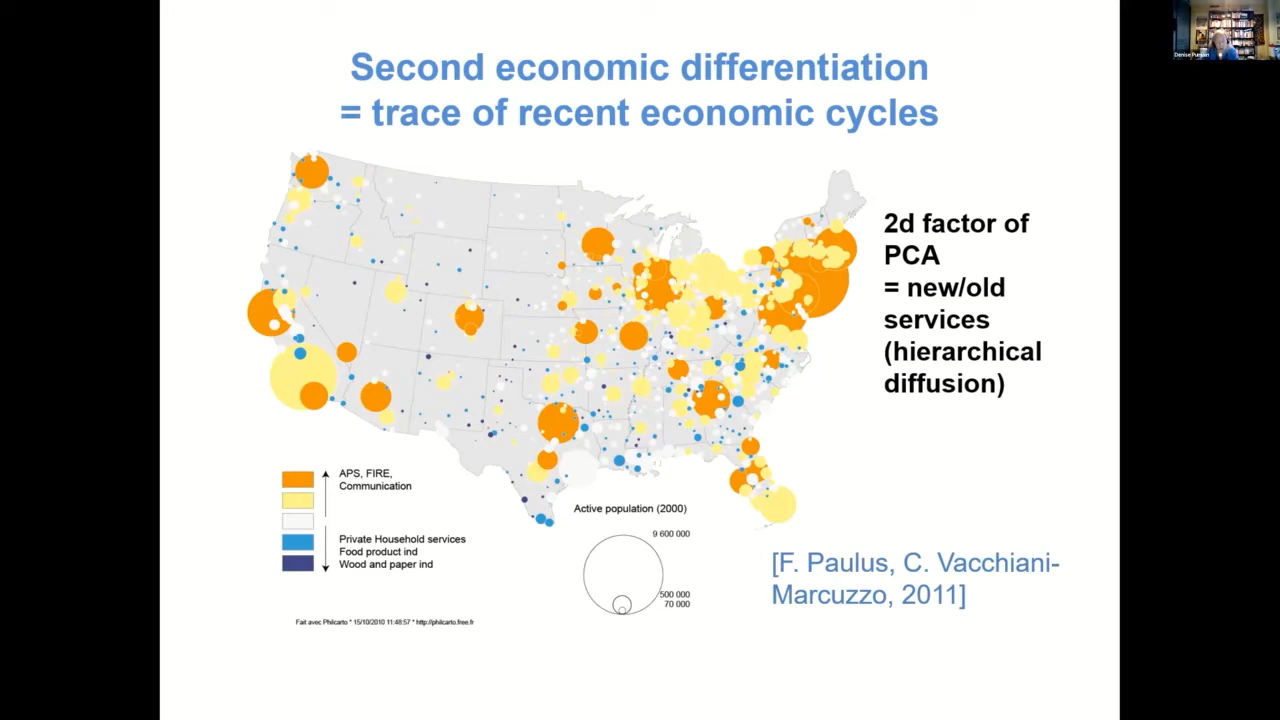 Second economic differentiation
= trace of recent economic cycles
2d factor of
PCA
= new/old
services
(hierarchical
diffusion)
APS, FIRE,
Communication
Private Household services
Food product ind
Wood and paper ind
Active population (2000)
9 600 000
500 000
70 000
[F. Paulus, C. Vacchiani-
Marcuzzo, 2011]
Fait avec Philcarto * 15/10/2010 11:48:57 * http://philcarto.free.fr
Denise Pumain